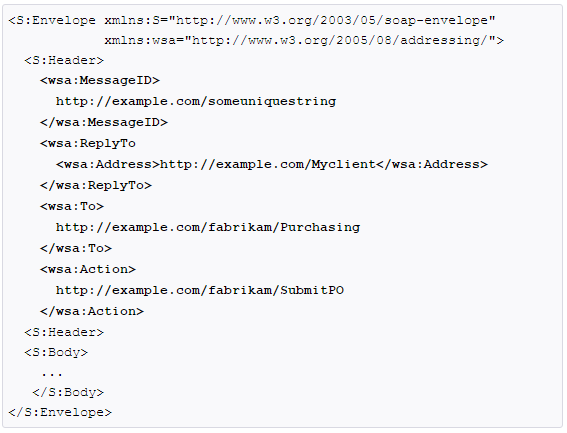 <S:Envelope xmlns:S="http://www.w3.org/2003/05/soap-envelope"
            xmlns:wsa="http://www.w3.org/2005/08/addressing/">
  <S:Header>
    <wsa:MessageID>
      http://example.com/someuniquestring
    </wsa:MessageID>
    <wsa:ReplyTo
      <wsa:Address>http://example.com/Myclient</wsa:Address>
    </wsa:ReplyTo>
    <wsa:To>
      http://example.com/fabrikam/Purchasing
    </wsa:To>
    <wsa:Action>
      http://example.com/fabrikam/SubmitPO
    </wsa:Action>
  <S:Header>
  <S:Body>
    ...
   </S:Body>
</S:Envelope>